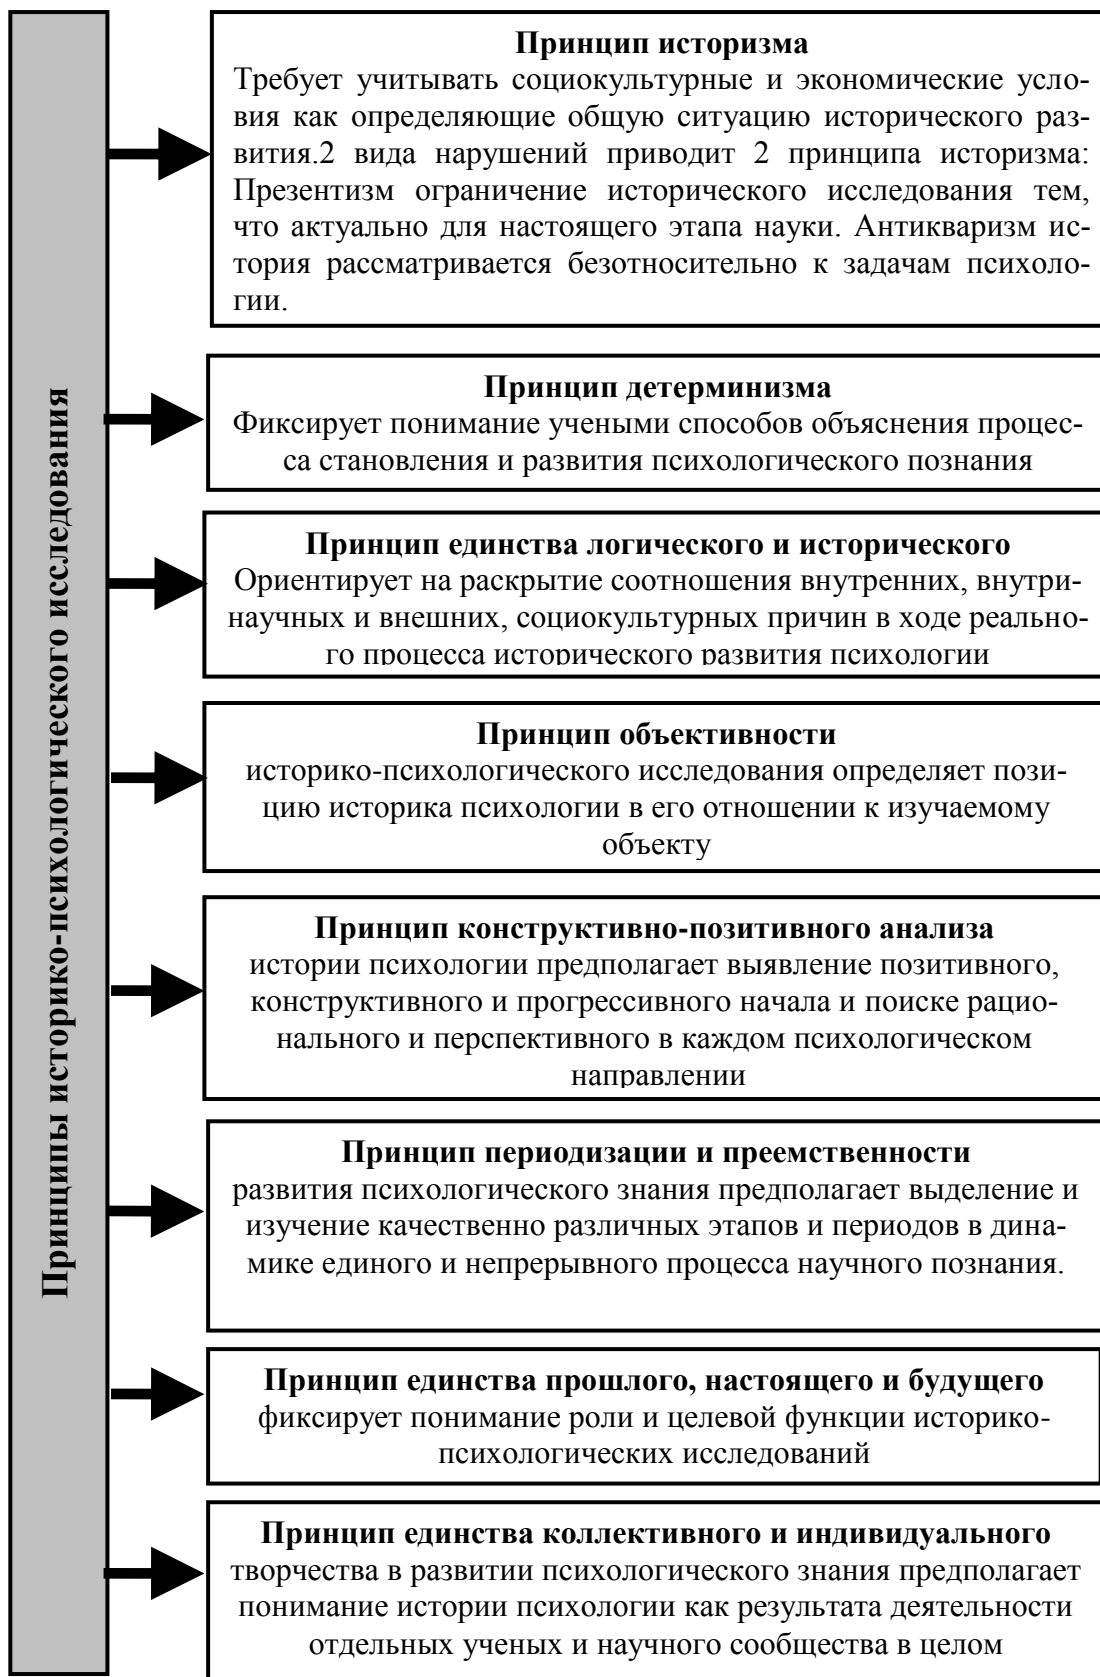 Принципы историко-психологического исследования
Принцип историзма
Требует учитывать социокультурные и экономические усло-
вия как определяющие общую ситуацию исторического раз-
вития.2 вида нарушений приводит 2 принципа историзма:
Презентизм ограничение исторического исследования тем,
что актуально для настоящего этапа науки. Антикваризм ис-
тория рассматривается безотносительно к задачам психоло-
гии.
Принцип детерминизма
Фиксирует понимание учеными способов объяснения процес-
са становления и развития психологического познания
Принцип единства логического и исторического
Ориентирует на раскрытие соотношения внутренних, внутри-
научных и внешних, социокультурных причин в ходе реально-
го процесса исторического развития психологии
Принцип объективности
историко-психологического исследования определяет пози-
цию историка психологии в его отношении к изучаемому
объекту
Принцип конструктивно-позитивного анализа
истории психологии предполагает выявление позитивного,
конструктивного и прогрессивного начала и поиске рацио-
нального и перспективного в каждом психологическом
направлении
Принцип периодизации и преемственности
развития психологического знания предполагает выделение и
изучение качественно различных этапов и периодов в дина-
мике единого и непрерывного процесса научного познания.
Принцип единства прошлого, настоящего и будущего
фиксирует понимание роли и целевой функции историко-
психологических исследований
Принцип единства коллективного и индивидуального
творчества в развитии психологического знания предполагает
понимание истории психологии как результата деятельности
отдельных ученых и научного сообщества в целом